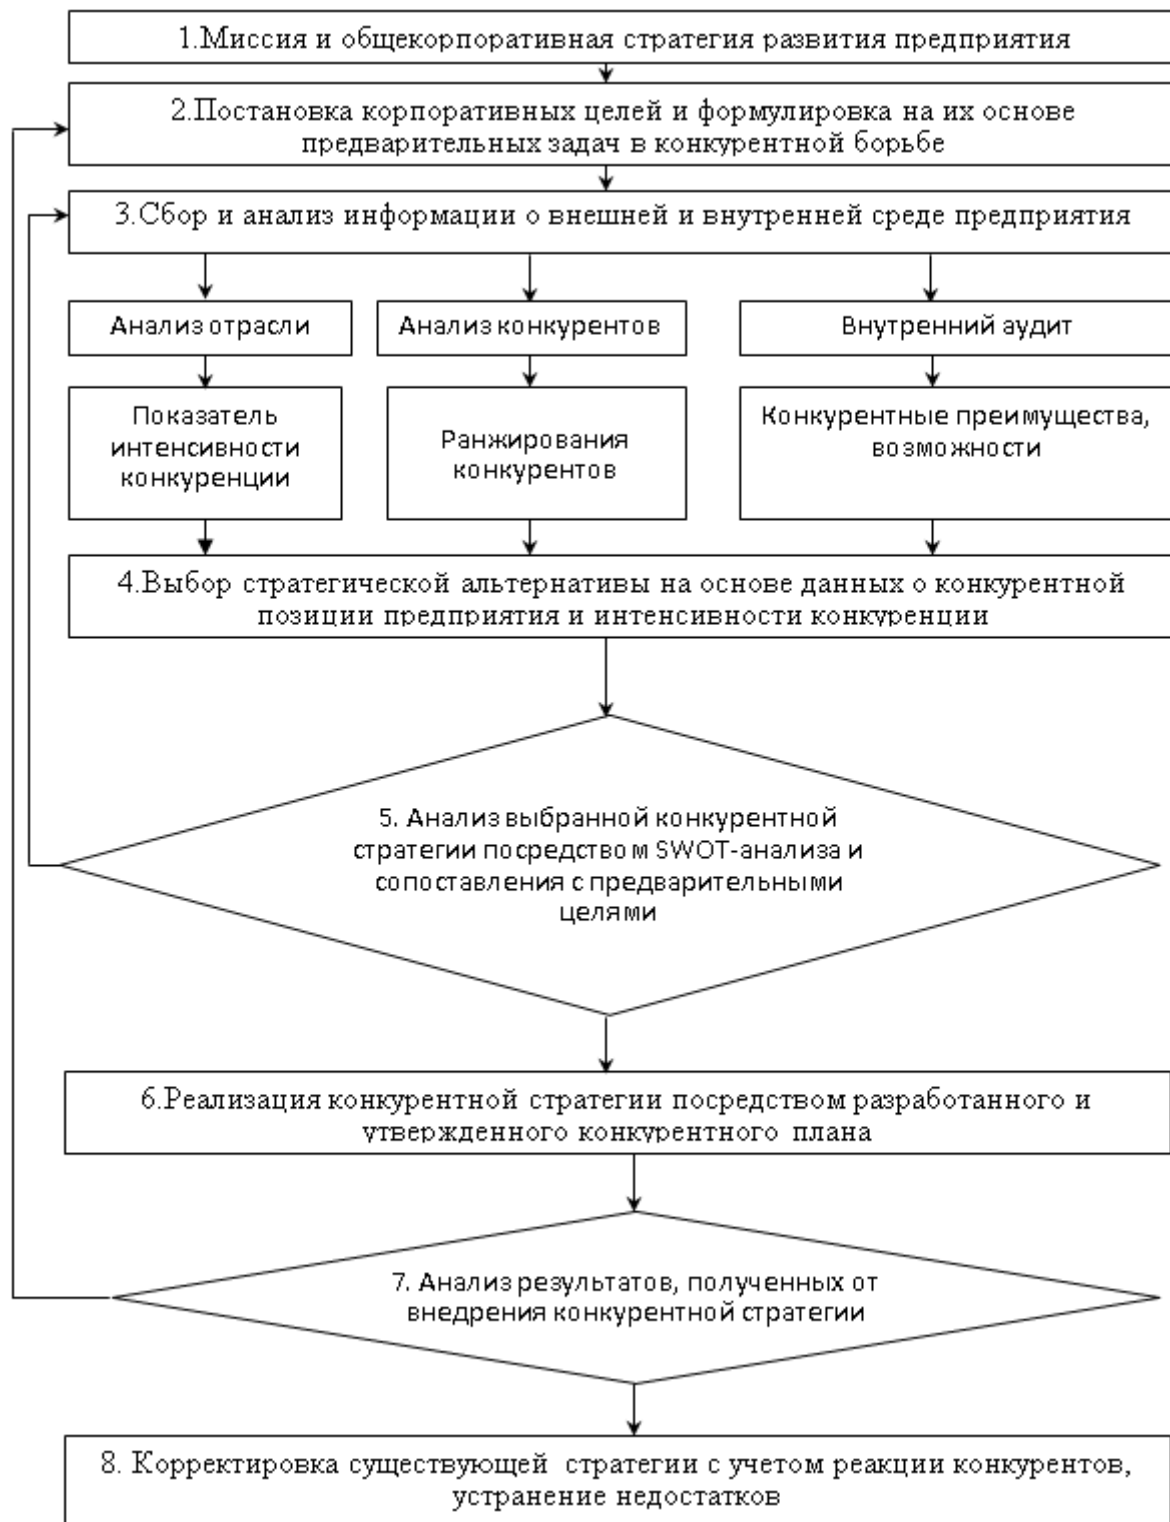 1.Миссия и общекорпоративная стратегия развития предприятия
2.Постановка корпоративных целей и формулировка на их основе
предварительных задач в конкурентной борьбе
3.Сбор и анализ информации о внешней и внутренней среде предприятия
Анализ отрасли
Анализ конкурентов
Внутренний аудит
Показатель
интенсивности
конкуренции
Ранжирования
конкурентов
Конкурентные преимущества,
возможности
4.Выбор стратегической альтернативы на основе данных о конкурентной
позиции предприятия и интенсивности конкуренции
5. Анализ выбранной конкурентной
стратегии посредством SWOT-анализа и
сопоставления с предварительными
целями
6.Реализация конкурентной стратегии посредством разработанного и
утвержденного конкурентного плана
7. Анализ результатов, полученных от
внедрения конкурентной стратегии
8. Корректировка существующей стратегии с учетом реакции конкурентов,
устранение недостатков